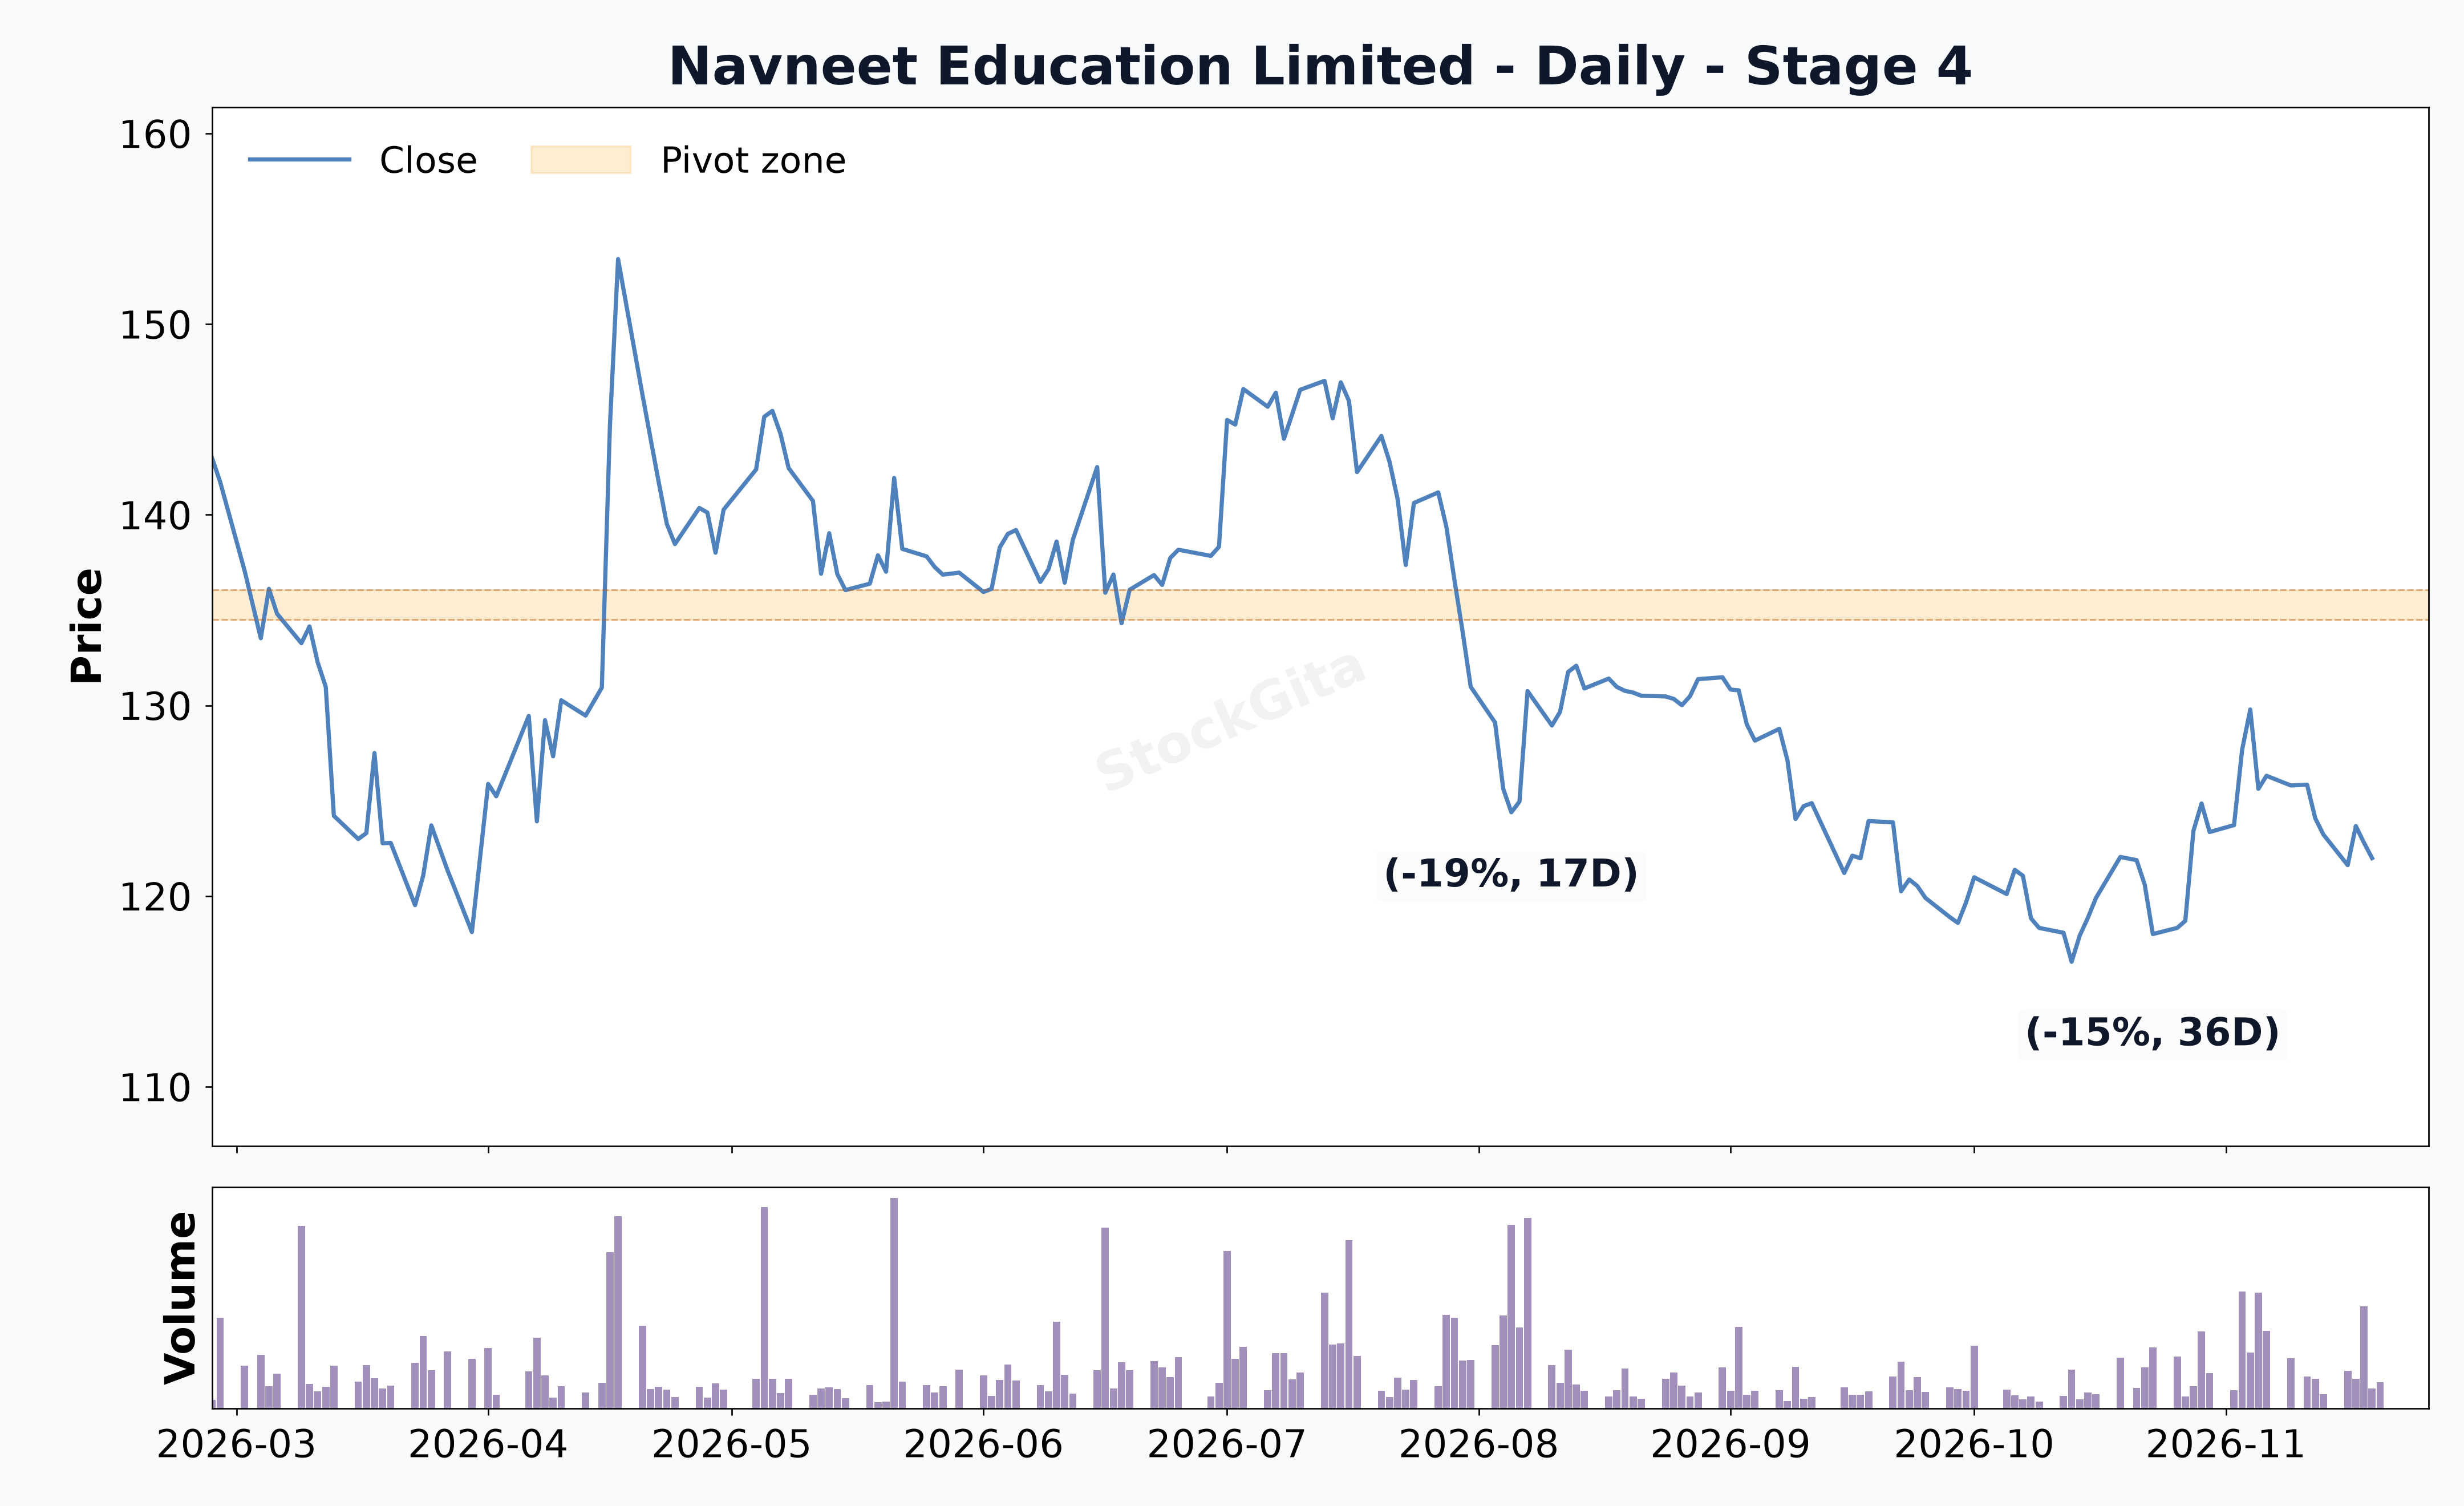 Navneet Education Limited - Daily - Stage 4
Close
Pivot zone
Price
160
150
140
130
120
110
StockGita
(-19%, 17D)
(-15%, 36D)
Volume
2026-03
2026-04
2026-05
2026-06
2026-07
2026-08
2026-09
2026-10
2026-11